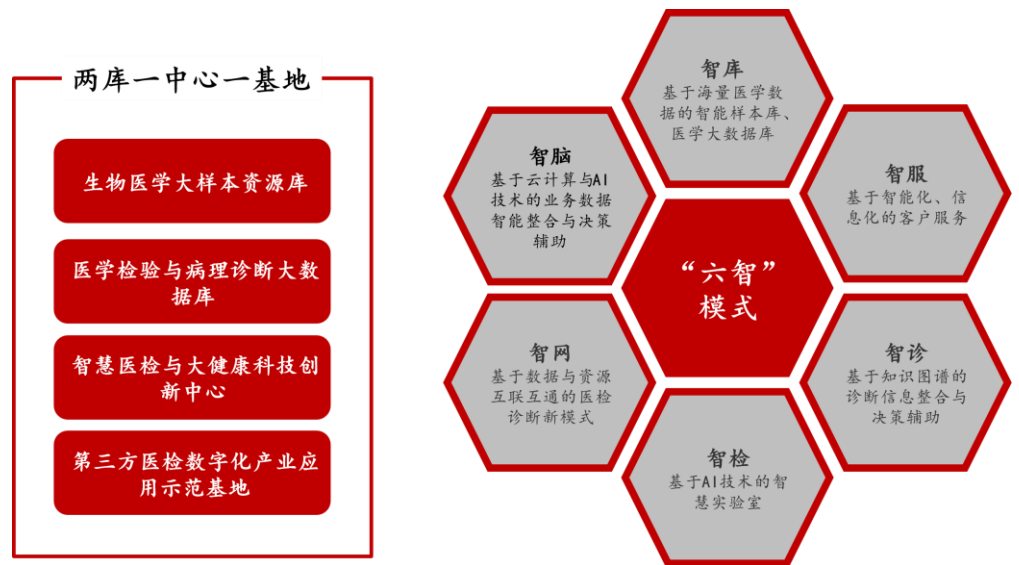 两库一中心一基地
生物医学大样本资源库
医学检验与病理诊断大数
据库
智慧医检与大健康科技创
新中心
第三方医检数字化产业应
用示范基地
智库
基于海量医学数
据的智能样本库、
医学大数据库
智脑
基于云计算与AI
技术的业务数据
智能整合与决策
辅助
智服
基于智能化、信
息化的客户服务
“六智”
模式
智网
基于数据与资源
互联互通的医检
诊断新模式
智诊
基于知识图谱的
诊断信息整合与
决策辅助
智检
基于AI技术的智
慧实验室